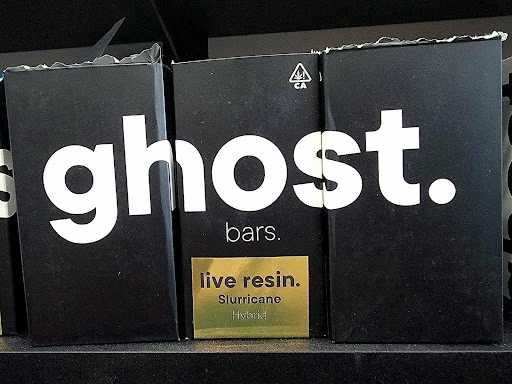 CA
ghost.
bars.
live resin.
Slurricane
Hybrid
s